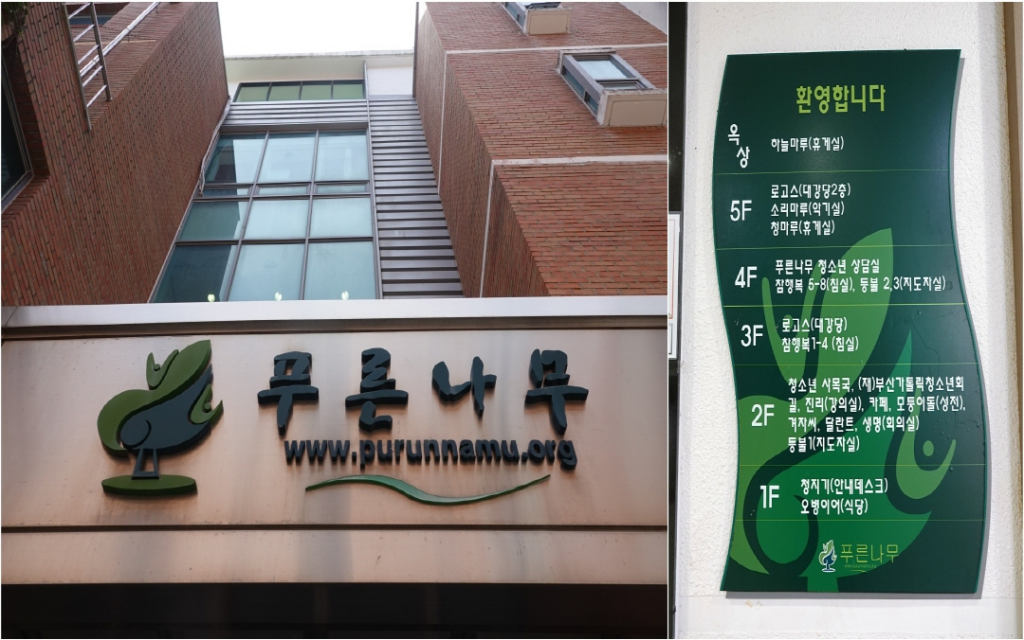 푸른나무
www.purunnamu.org
환영합니다
옥상 하늘마루(휴게실)
5F 로고스(대강당2층)
소리마루(악기실)
청마루(휴게실)
4F 푸른나무 청소년 상담실
참행복 5-8(침실), 등불 2,3(지도자실)
3F 로고스(대강당)
참행복1-4 (침실)
2F 청소년 사목국, (재)부산가톨릭청소년회
길, 진리(강의실), 카페, 모퉁이돌(성전),
겨자씨, 달란트, 생명(회의실)
등불1(지도자실)
1F 청지기(안내데스크)
오병이어(식당)
푸른나무